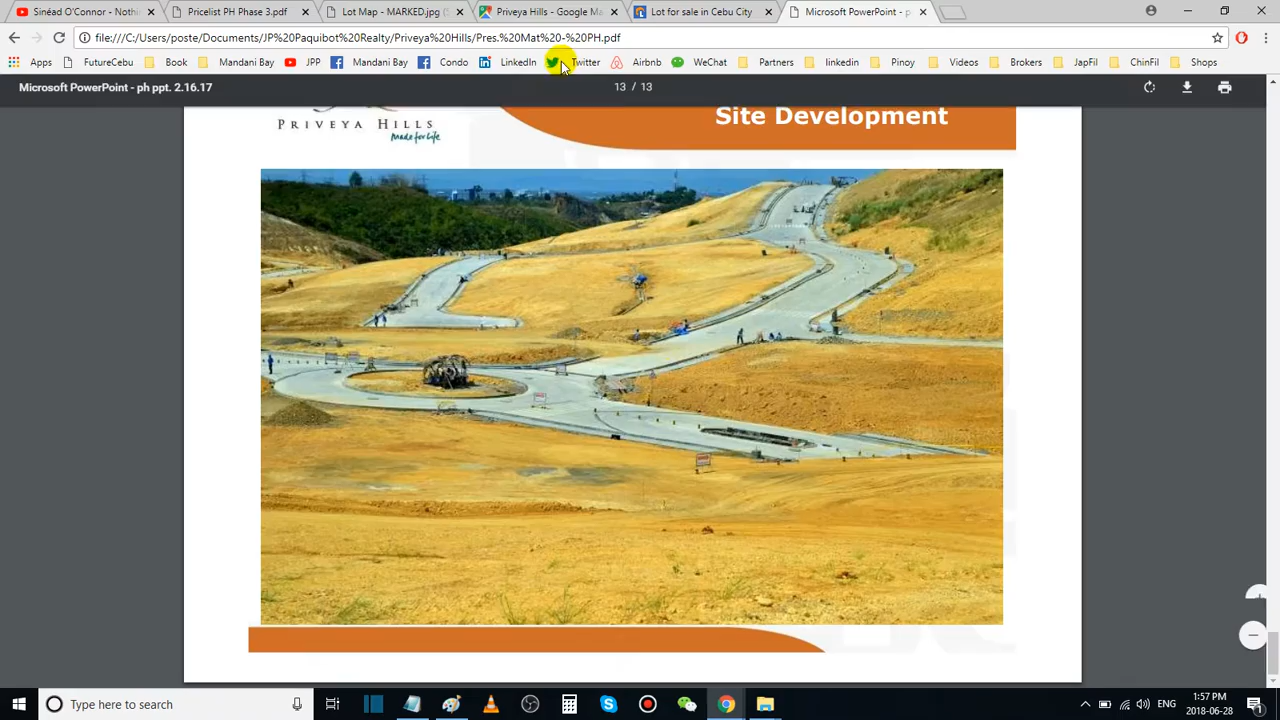 Sinéad O'Connor - Nothi
Pricelist PH Phase 3.pdf
Lot Map - MARKED.jpg (
Priveya Hills - Google Ma
Lot for sale in Cebu City
Microsoft PowerPoint - p
file:///C:/Users/poste/Documents/JP%20Paquibot%20Realty/Priveya%20Hills/Pres.%20Mat%20-%20PH.pdf
Apps FutureCebu Book Mandani Bay JPP Mandani Bay Condo LinkedIn Twitter Airbnb WeChat Partners linkedin Pinoy Videos Brokers JapFil ChinFil Shops
Microsoft PowerPoint - ph ppt. 2.16.17
13 / 13
PRIVEYA HILLS
Made for Life
Site Development
Type here to search
ENG
1:57 PM
2018-06-28